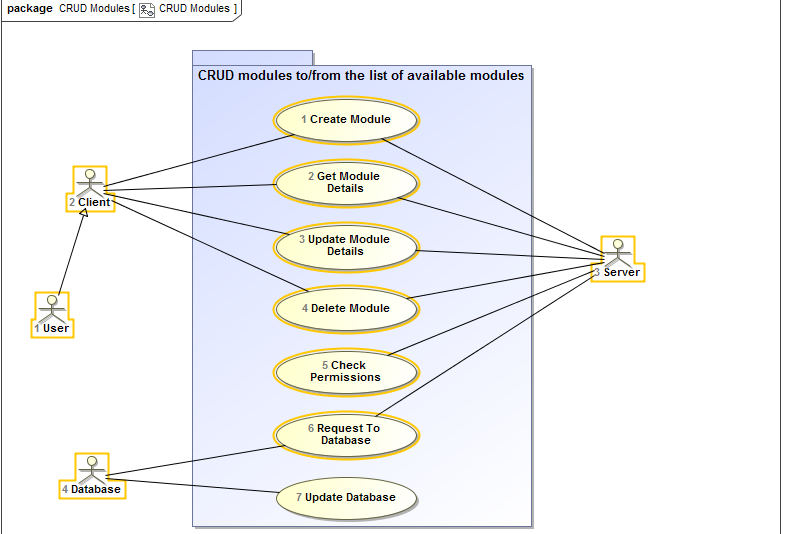 package CRUD Modules [ CRUD Modules ]
CRUD modules to/from the list of available modules
1 Create Module
2 Get Module
Details
2 Client
3 Update Module
Details
3 Server
4 Delete Module
1 User
5 Check
Permissions
6 Request To
Database
4 Database
7 Update Database